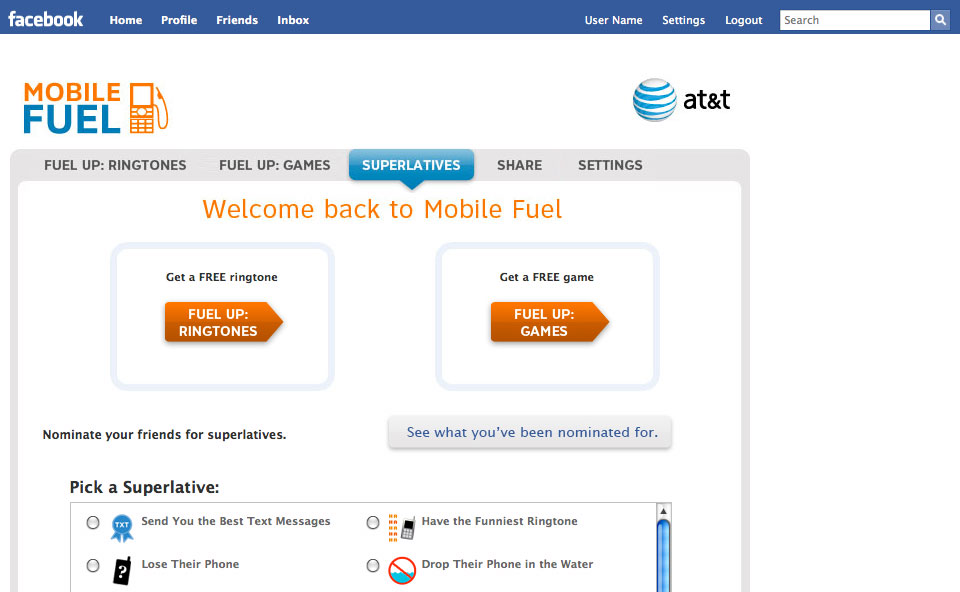 facebook Home Profile Friends Inbox User Name Settings Logout Search
MOBILE
FUEL
at&t
FUEL UP: RINGTONES FUEL UP: GAMES SUPERLATIVES SHARE SETTINGS
Welcome back to Mobile Fuel
Get a FREE ringtone
FUEL UP:
RINGTONES
Get a FREE game
FUEL UP:
GAMES
Nominate your friends for superlatives.
See what you've been nominated for.
Pick a Superlative:
TXT
Send You the Best Text Messages
Have the Funniest Ringtone
?
Lose Their Phone
Drop Their Phone in the Water